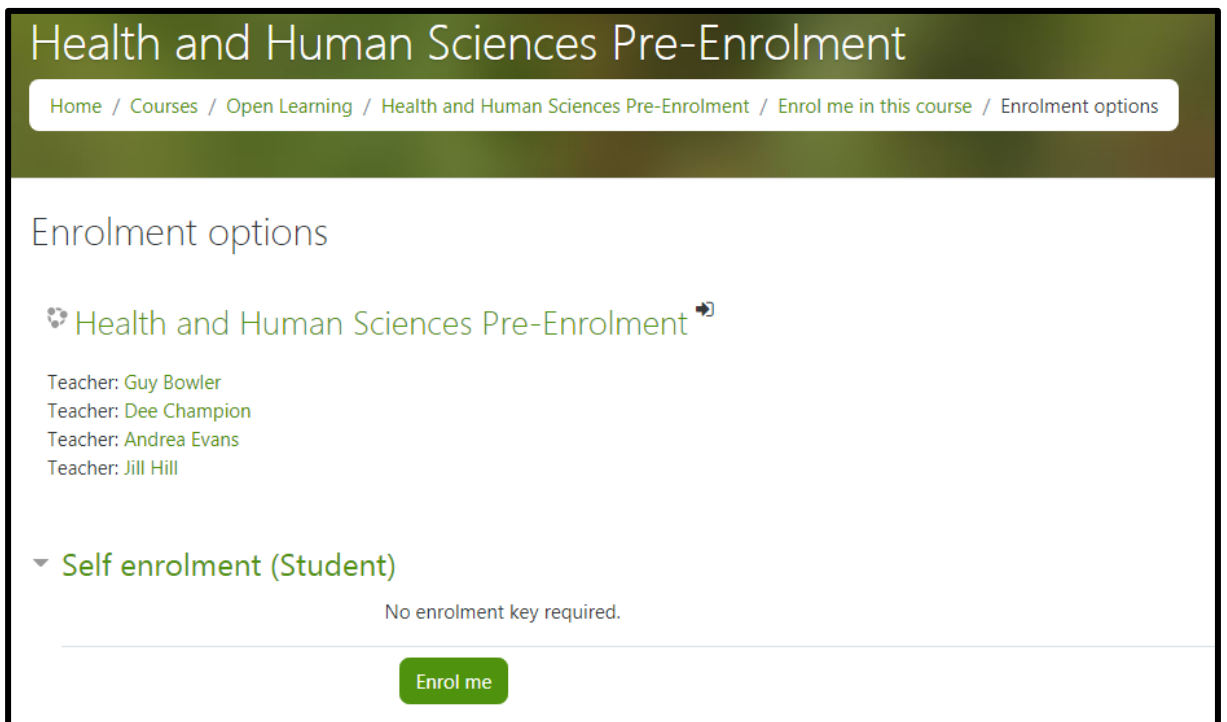 Health and Human Sciences Pre-Enrolment
Home / Courses / Open Learning / Health and Human Sciences Pre-Enrolment / Enrol me in this course / Enrolment options
Enrolment options
Health and Human Sciences Pre-Enrolment
Teacher: Guy Bowler
Teacher: Dee Champion
Teacher: Andrea Evans
Teacher: Jill Hill
Self enrolment (Student)
No enrolment key required.
Enrol me